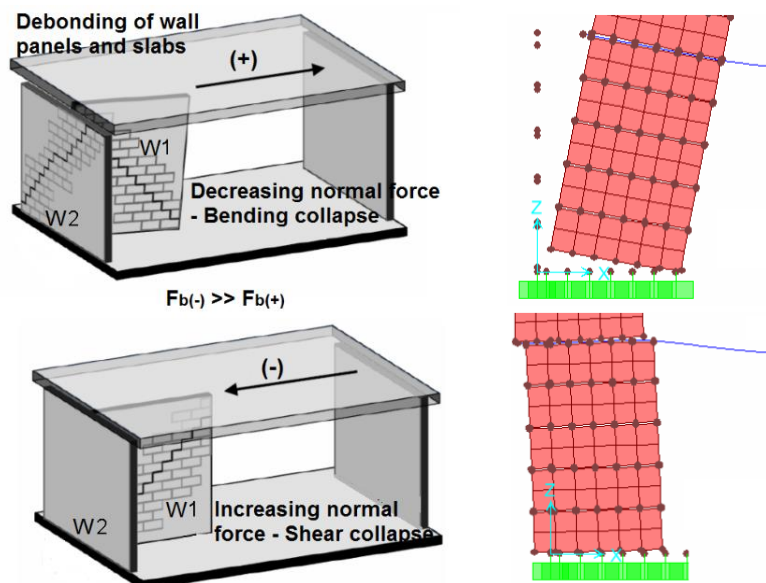 Debonding of wall
panels and slabs
(+)
W1
W2
Decreasing normal force
- Bending collapse
Z
X
Fb(-) >> Fb(+)
(-)
W1
W2
Increasing normal
force - Shear collapse
Z
X